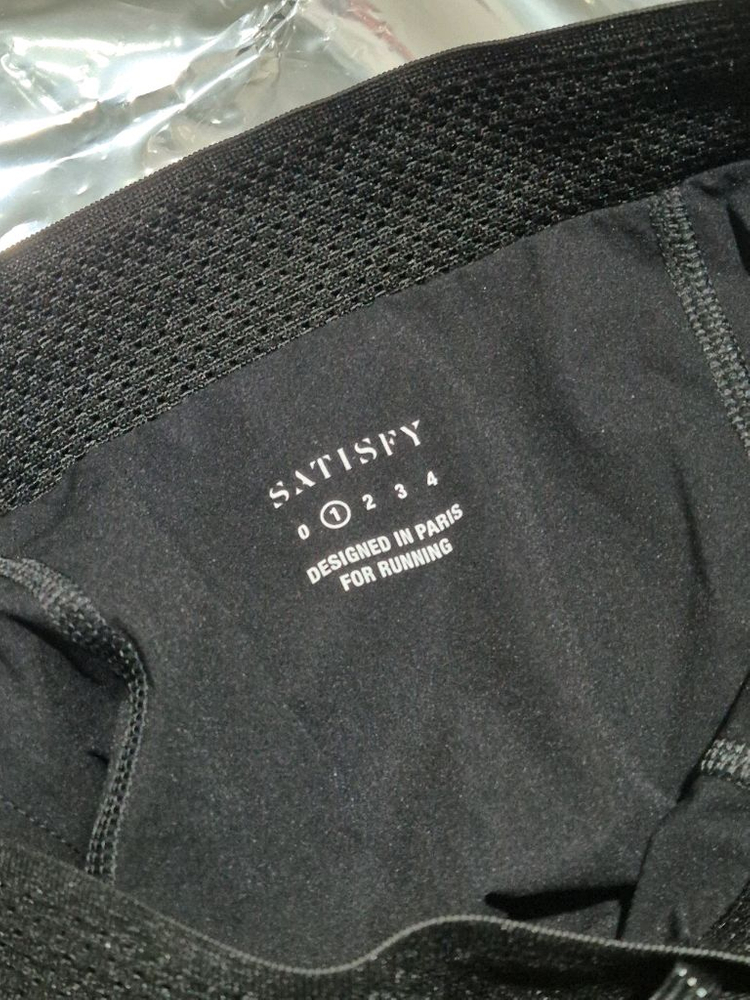 SATISFY
0 1 2 3 4
DESIGNED IN PARIS
FOR RUNNING